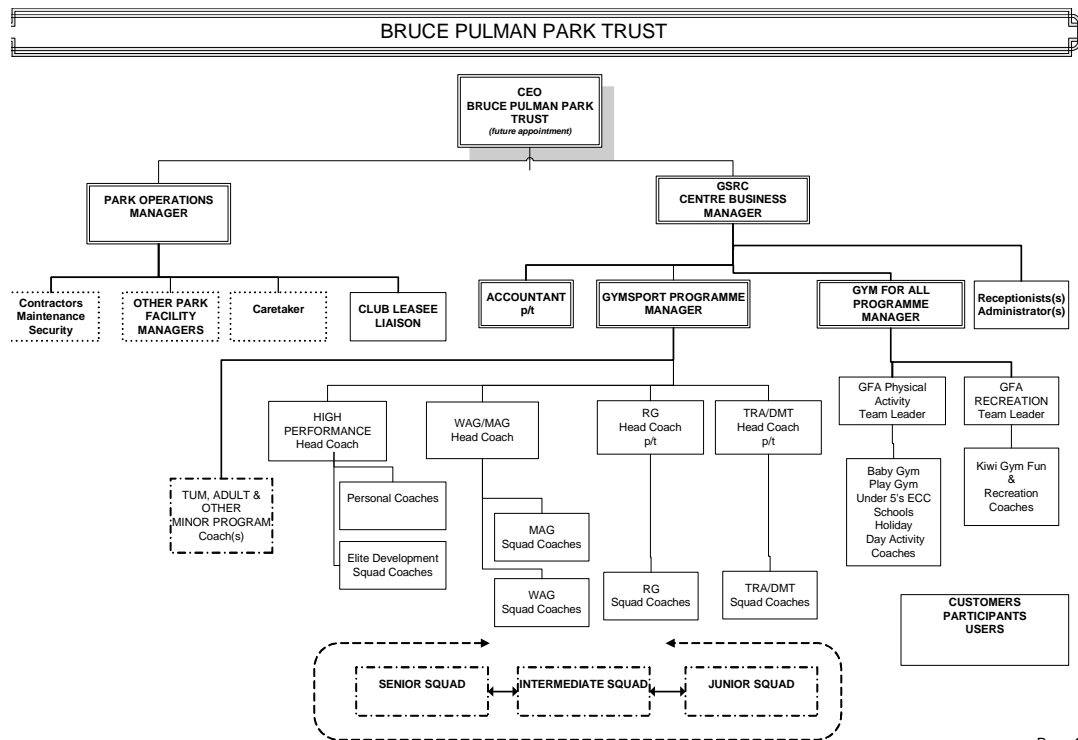 BRUCE PULMAN PARK TRUST
CEO
BRUCE PULMAN PARK
TRUST
(future appointment)
PARK OPERATIONS
MANAGER
GSRC
CENTRE BUSINESS
MANAGER
Contractors
Maintenance
Security
OTHER PARK
FACILITY
MANAGERS
Caretaker
CLUB LEASEE
LIAISON
ACCOUNTANT
p/t
GYMSPORT PROGRAMME
MANAGER
GYM FOR ALL
PROGRAMME
MANAGER
Receptionists(s)
Administrator(s)
HIGH
PERFORMANCE
Head Coach
WAG/MAG
Head Coach
RG
Head Coach
p/t
TRA/DMT
Head Coach
p/t
GFA Physical
Activity
Team Leader
GFA
RECREATION
Team Leader
TUM, ADULT &
OTHER
MINOR PROGRAM
Coach(s)
Personal Coaches
Elite Development
Squad Coaches
MAG
Squad Coaches
WAG
Squad Coaches
RG
Squad Coaches
TRA/DMT
Squad Coaches
Baby Gym
Play Gym
Under 5's ECC
Schools
Holiday
Day Activity
Coaches
Kiwi Gym Fun
&
Recreation
Coaches
CUSTOMERS
PARTICIPANTS
USERS
SENIOR SQUAD
INTERMEDIATE SQUAD
JUNIOR SQUAD